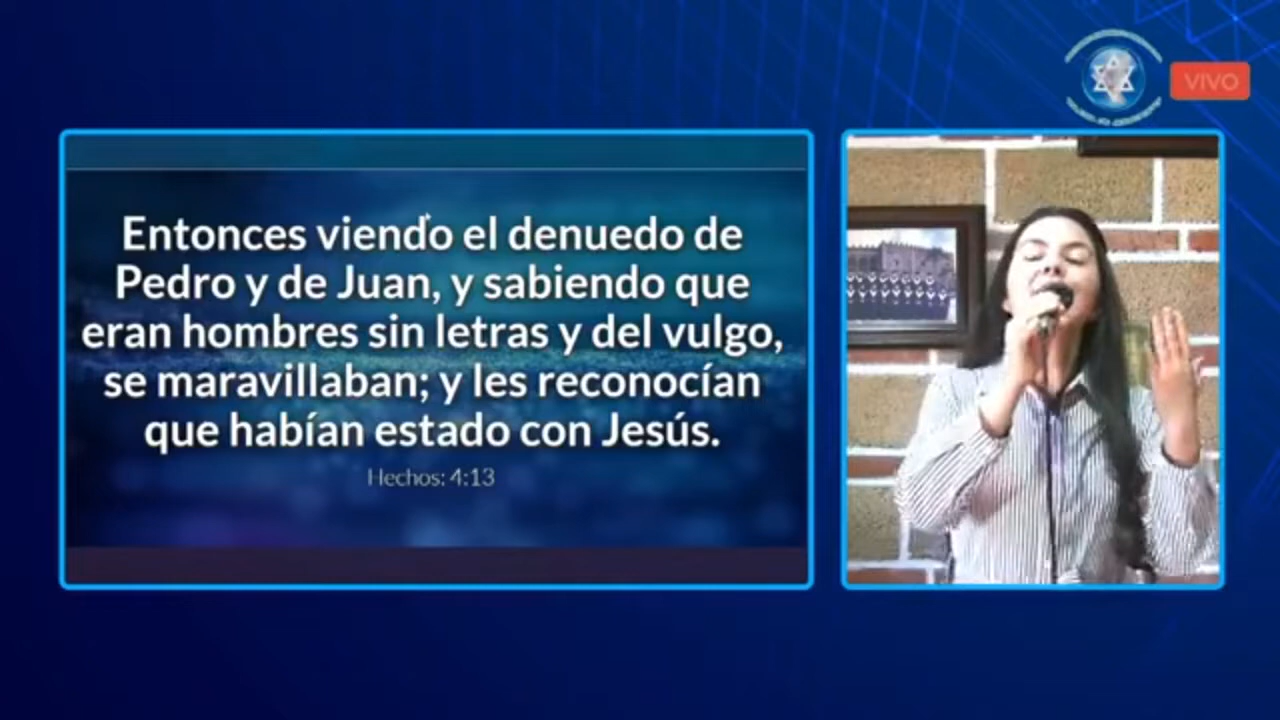 VIVO
Entonces viendo el denuedo de
Pedro y de Juan, y sabiendo que
eran hombres sin letras y del vulgo,
se maravillaban; y les reconocían
que habían estado con Jesús.
Hechos: 4:13